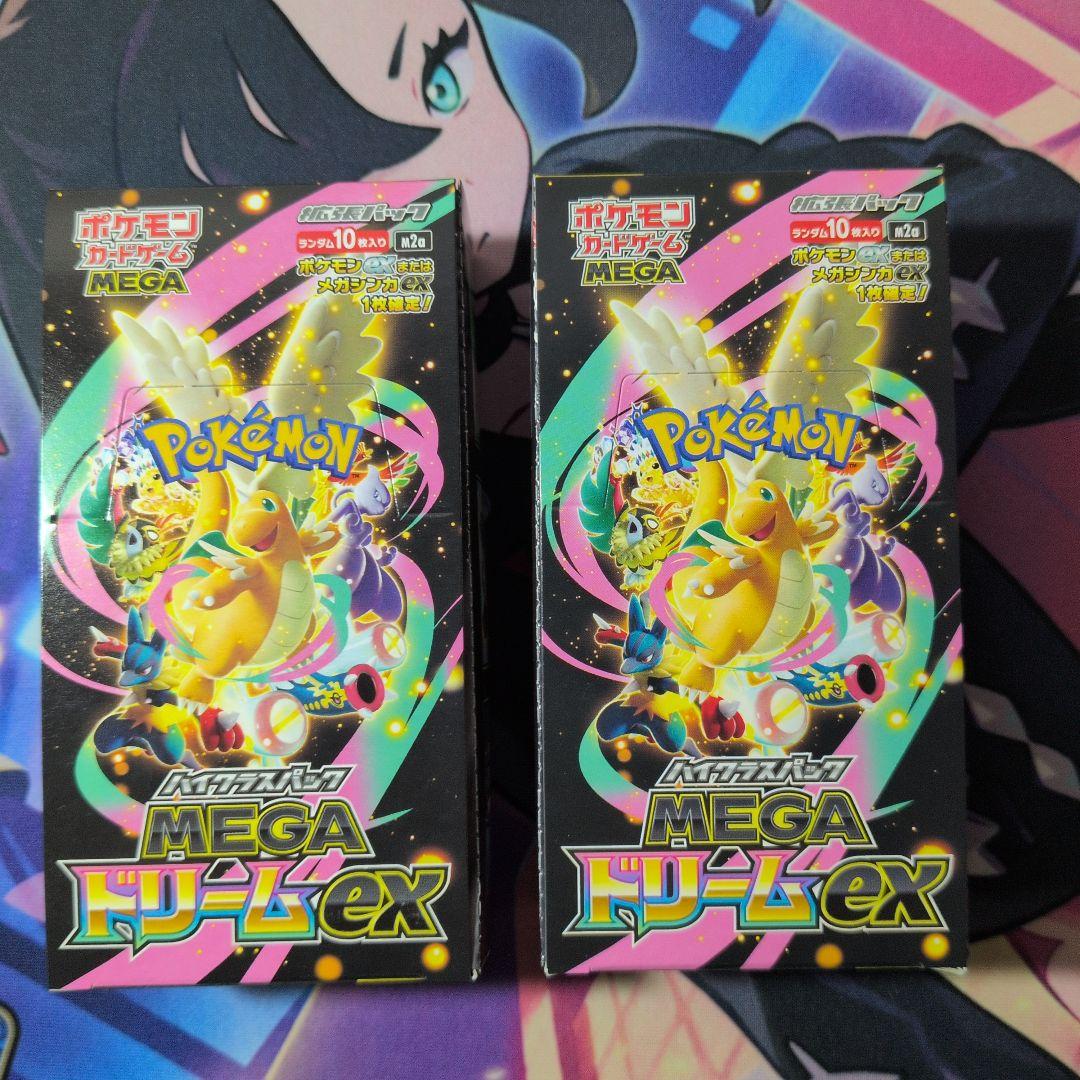 ポケモン
カードゲーム
MEGA
拡張パック
ランダム10枚入り M2a
ポケモンexまたは
メガシンカex
1枚確定!
POKéMON
TM
ハイクラスパック
MEGA
ドリームex
ポケモン
カードゲーム
MEGA
拡張パック
ランダム10枚入り M2a
ポケモンexまたは
メガシンカex
1枚確定!
POKéMON
TM
ハイクラスパック
MEGA
ドリームex